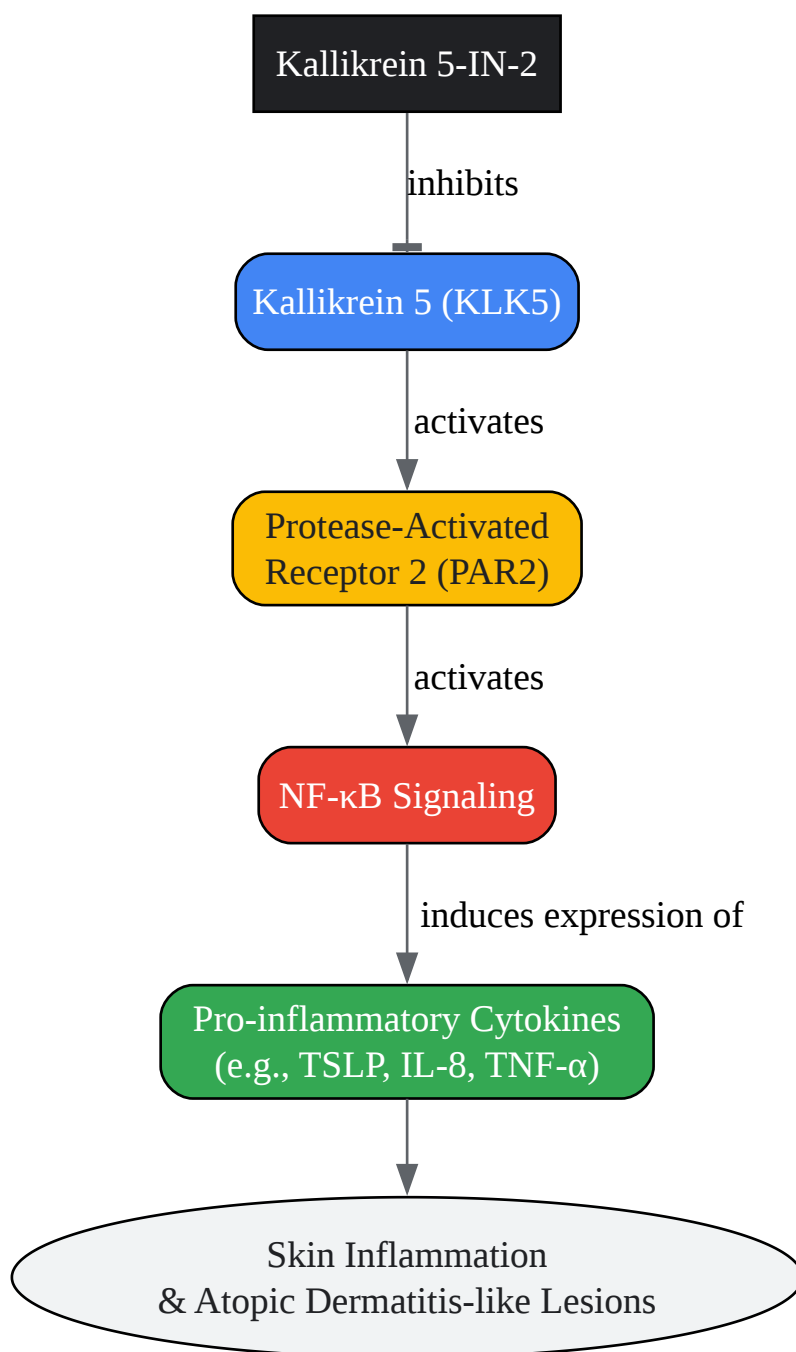 Kallikrein 5-IN-2
inhibits
Kallikrein 5 (KLK5)
activates
Protease-Activated
Receptor 2 (PAR2)
activates
NF-κB Signaling
induces expression of
Pro-inflammatory Cytokines
(e.g., TSLP, IL-8, TNF-α)
Skin Inflammation
& Atopic Dermatitis-like Lesions